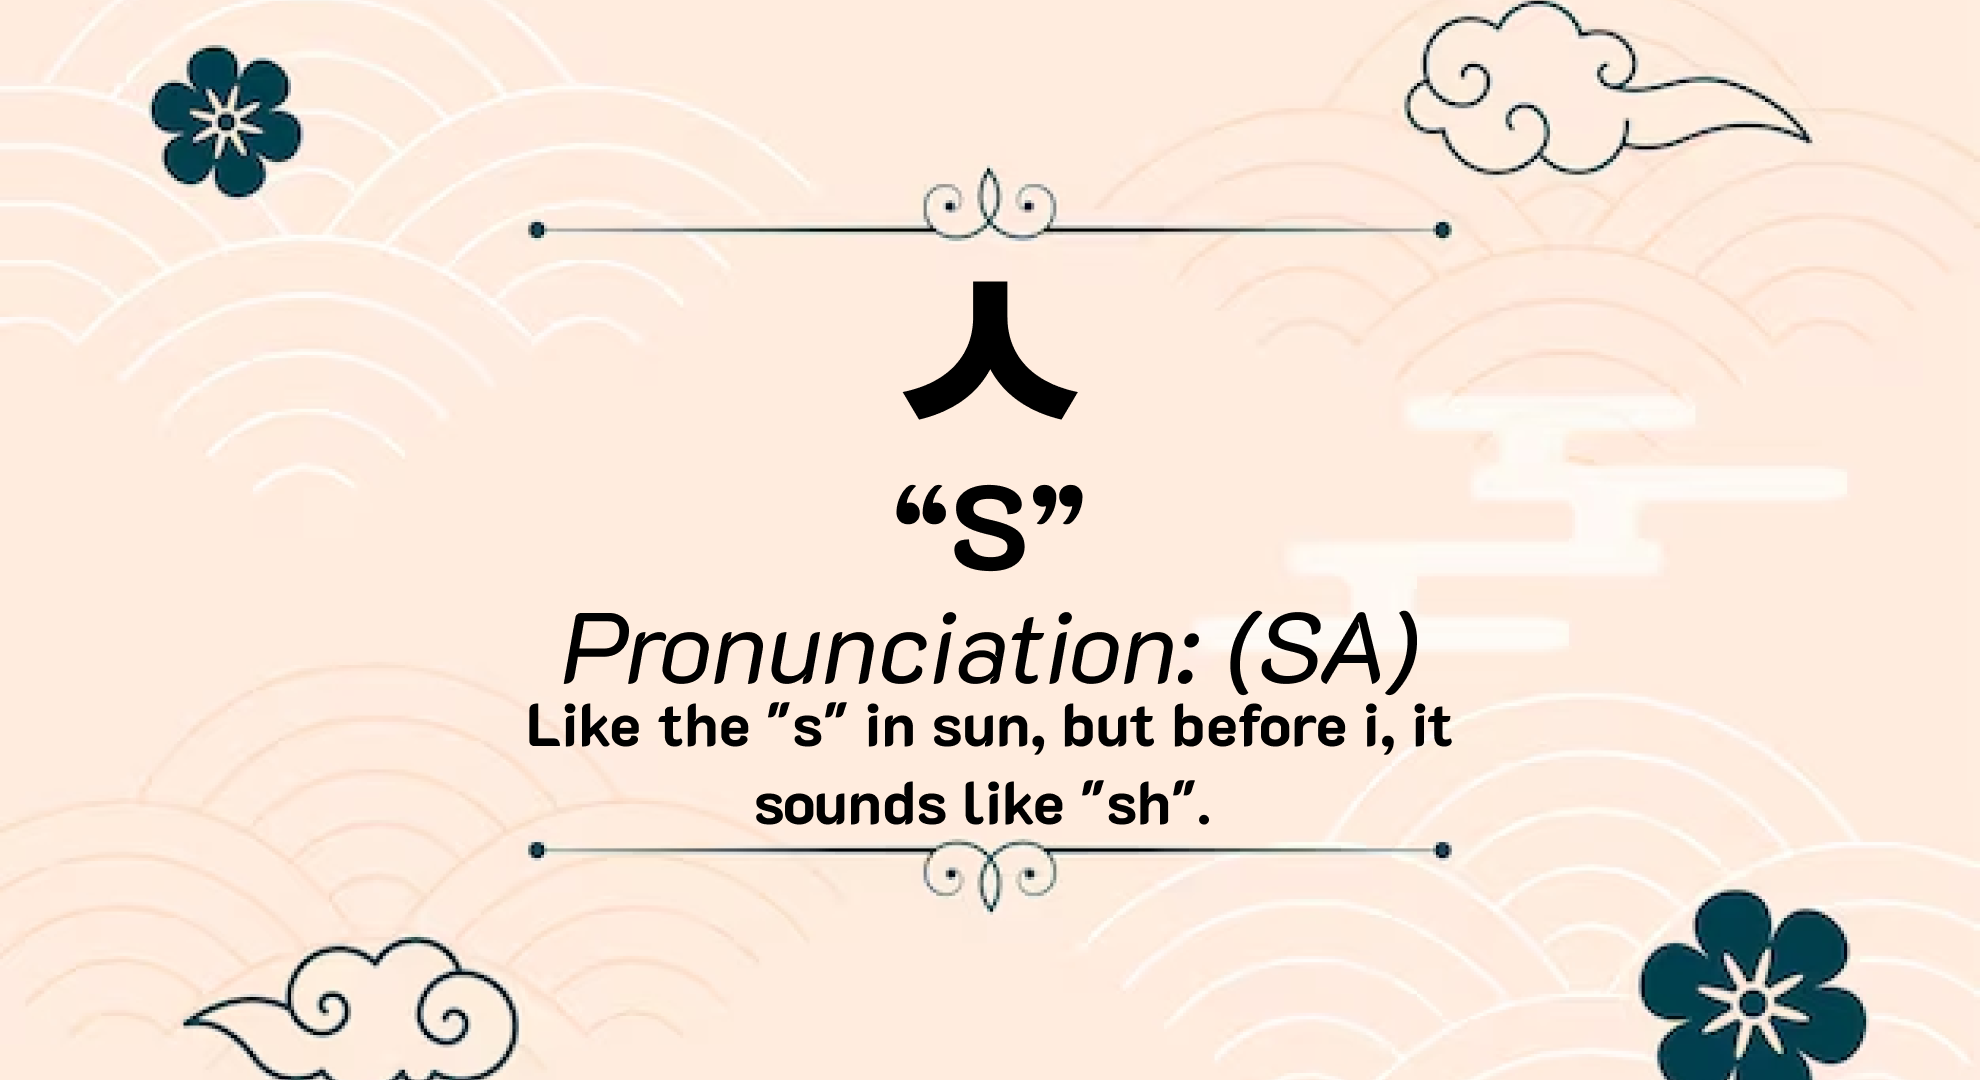 ㅅ
“S”
Pronunciation: (SA)
Like the "s" in sun, but before i, it
sounds like "sh".